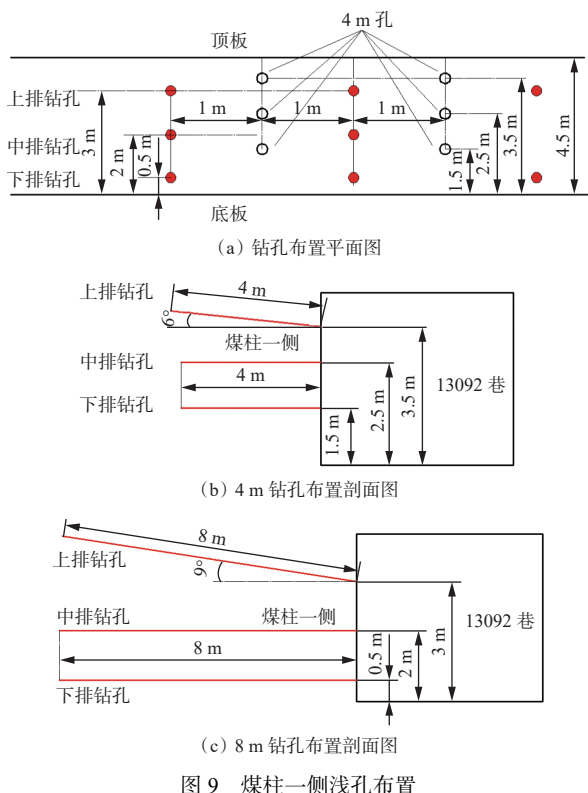 4 m 孔
顶板
上排钻孔
1 m
1 m
1 m
中排钻孔
下排钻孔
3 m
2 m
0.5 m
1.5 m
2.5 m
3.5 m
4.5 m
底板
(a) 钻孔布置平面图
上排钻孔
4 m
6°
煤柱一侧
中排钻孔
4 m
下排钻孔
13092 巷
1.5 m
2.5 m
3.5 m
(b) 4 m 钻孔布置剖面图
8 m
上排钻孔
9°
中排钻孔
煤柱一侧
13092 巷
8 m
0.5 m
2 m
3 m
下排钻孔
(c) 8 m 钻孔布置剖面图
图 9 煤柱一侧浅孔布置